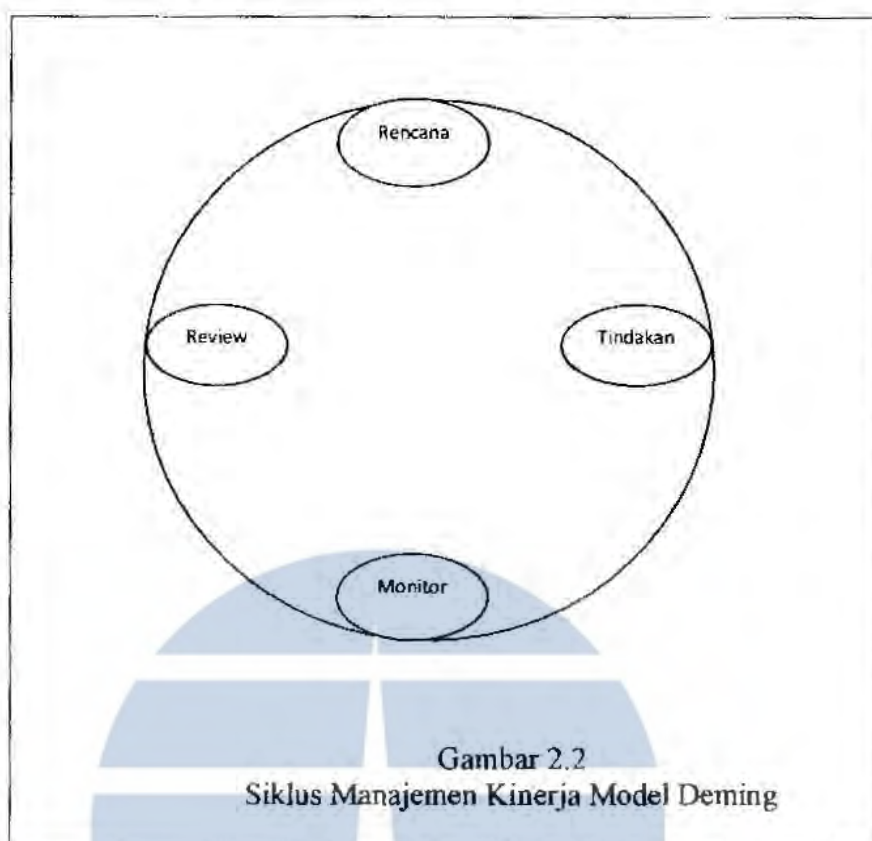 Rencana
Review
Tindakan
Monitor
Gambar 2.2
Siklus Manajemen Kinerja Model Deming